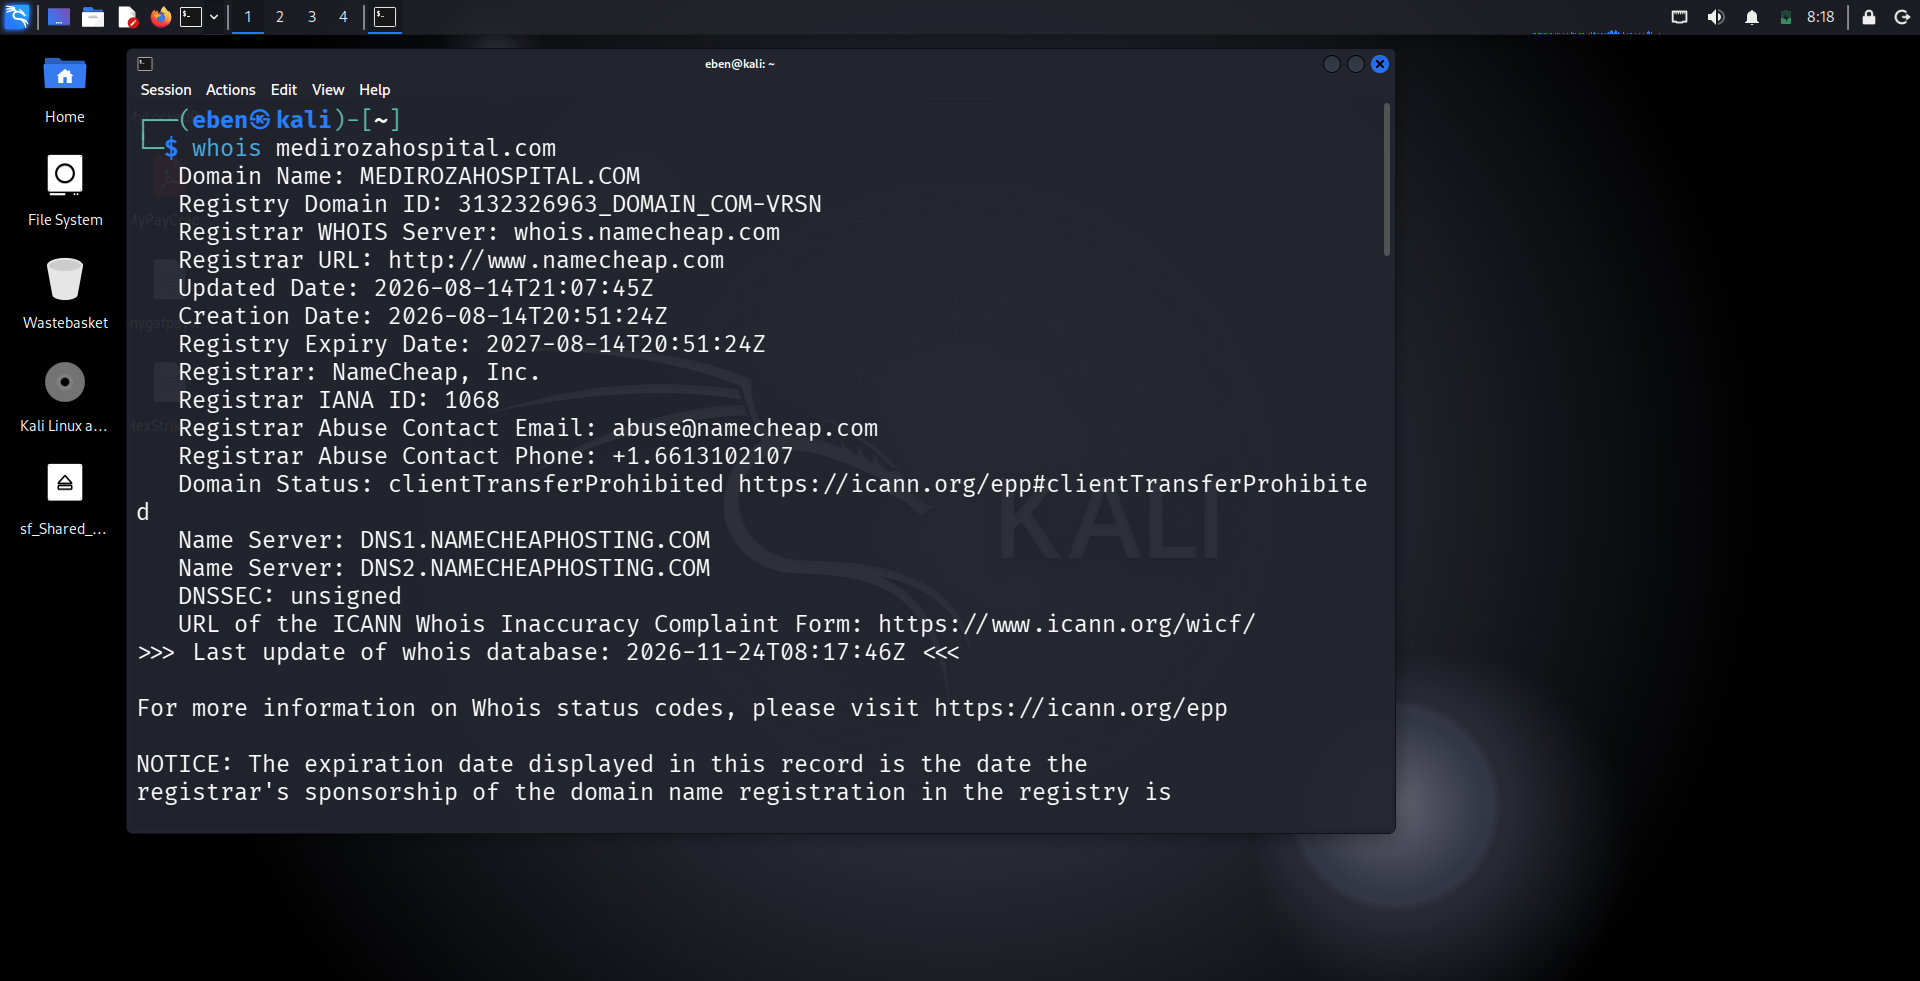 1 2 3 4 8:18
eben@kali: ~
Session Actions Edit View Help
Home
File System
Wastebasket
Kali Linux a...
sf_Shared_...
┌──(eben㉿kali)-[~]
└─$ whois medirozahospital.com
Domain Name: MEDIROZAHOSPITAL.COM
Registry Domain ID: 3132326963_DOMAIN_COM-VRSN
Registrar WHOIS Server: whois.namecheap.com
Registrar URL: http://www.namecheap.com
Updated Date: 2026-08-14T21:07:45Z
Creation Date: 2026-08-14T20:51:24Z
Registry Expiry Date: 2027-08-14T20:51:24Z
Registrar: NameCheap, Inc.
Registrar IANA ID: 1068
Registrar Abuse Contact Email: abuse@namecheap.com
Registrar Abuse Contact Phone: +1.6613102107
Domain Status: clientTransferProhibited https://icann.org/epp#clientTransferProhibite
d
Name Server: DNS1.NAMECHEAPHOSTING.COM
Name Server: DNS2.NAMECHEAPHOSTING.COM
DNSSEC: unsigned
URL of the ICANN Whois Inaccuracy Complaint Form: https://www.icann.org/wicf/
>>> Last update of whois database: 2026-11-24T08:17:46Z <<<
For more information on Whois status codes, please visit https://icann.org/epp
NOTICE: The expiration date displayed in this record is the date the
registrar's sponsorship of the domain name registration in the registry is
KALI